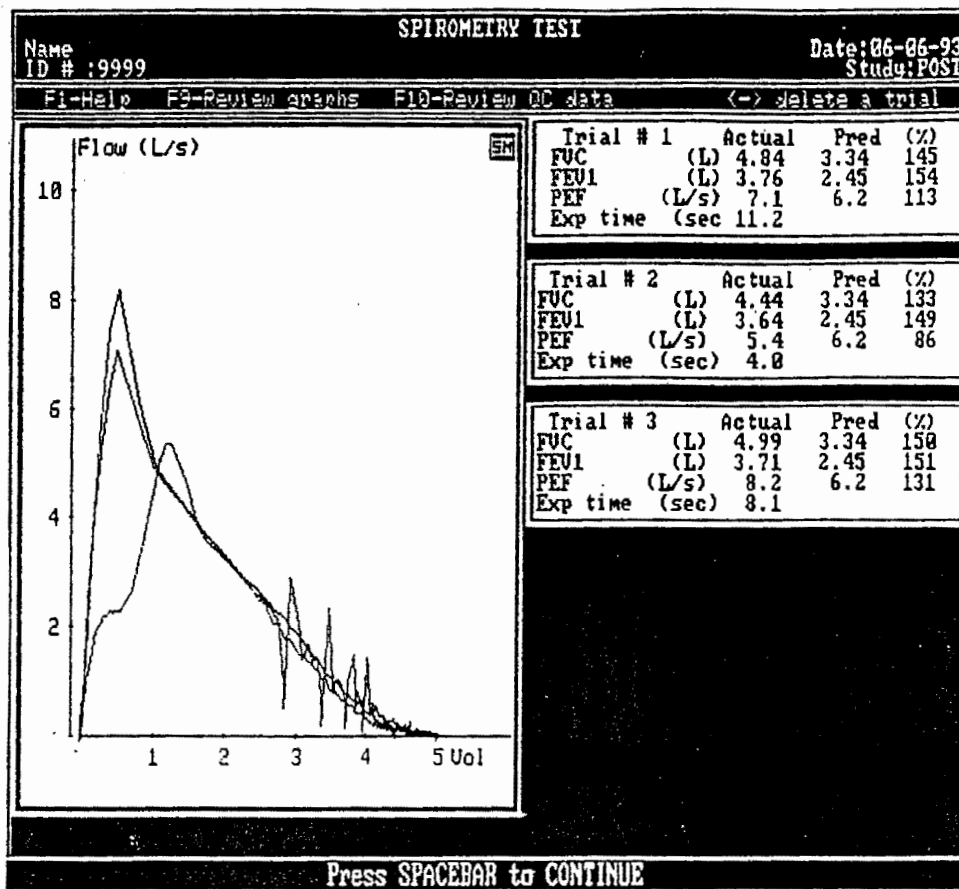 SPIROMETRY TEST
Name
Date:06-06-93
ID # :9999
Study:POST
F1-Help F9-Review graphs F10-Review QC data <-> delete a trial
Flow (L/s)
SM
10
8
6
4
2
1 2 3 4 5 Vol
Trial # 1 Actual Pred (%)
FVC (L) 4.84 3.34 145
FEV1 (L) 3.76 2.45 154
PEF (L/s) 7.1 6.2 113
Exp time (sec 11.2
Trial # 2 Actual Pred (%)
FVC (L) 4.44 3.34 133
FEV1 (L) 3.64 2.45 149
PEF (L/s) 5.4 6.2 86
Exp time (sec) 4.0
Trial # 3 Actual Pred (%)
FVC (L) 4.99 3.34 150
FEV1 (L) 3.71 2.45 151
PEF (L/s) 8.2 6.2 131
Exp time (sec) 8.1
Press SPACEBAR to CONTINUE